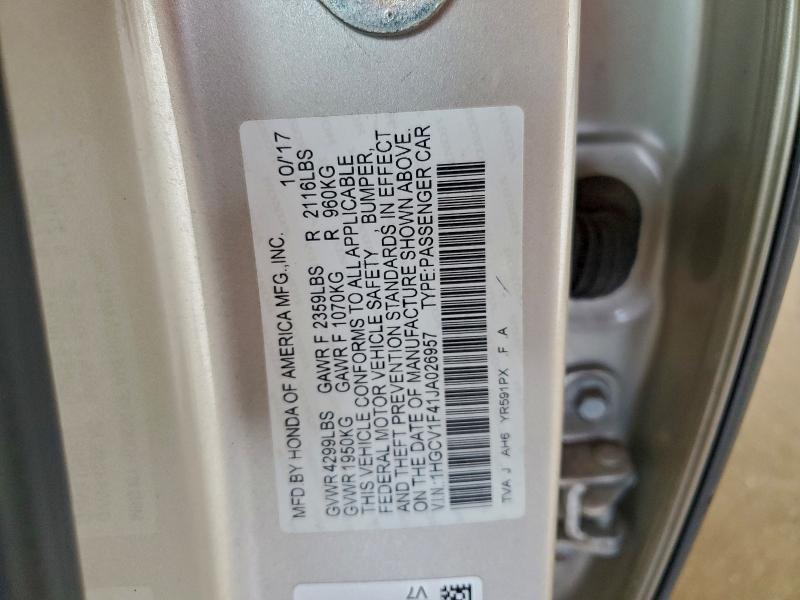 MFD BY HONDA OF AMERICA MFG.,INC. 10/'17
GVWR 4299LBS GAWR F 2359LBS R 2116LBS
GVWR 1950KG GAWR F 1070KG R 960KG
THIS VEHICLE CONFORMS TO ALL APPLICABLE
FEDERAL MOTOR VEHICLE SAFETY, BUMPER,
AND THEFT PREVENTION STANDARDS IN EFFECT
ON THE DATE OF MANUFACTURE SHOWN ABOVE.
VIN:1HGCV1F41JA026957 TYPE:PASSENGER CAR
TVA J AH6 YR591PX F A